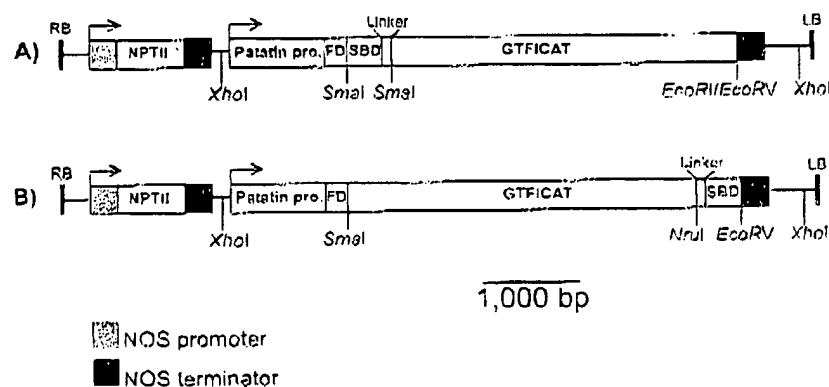 RB Linker LB
A) NPTII Patatin pro. FD SBD GTFICAT
XhoI SmaI SmaI EcoRI/EcoRV XhoI
RB Linker LB
B) NPTII Patatin pro. FD GTFICAT SBD
XhoI SmaI NruI EcoRV XhoI
1,000 bp
NOS promoter
NOS terminator